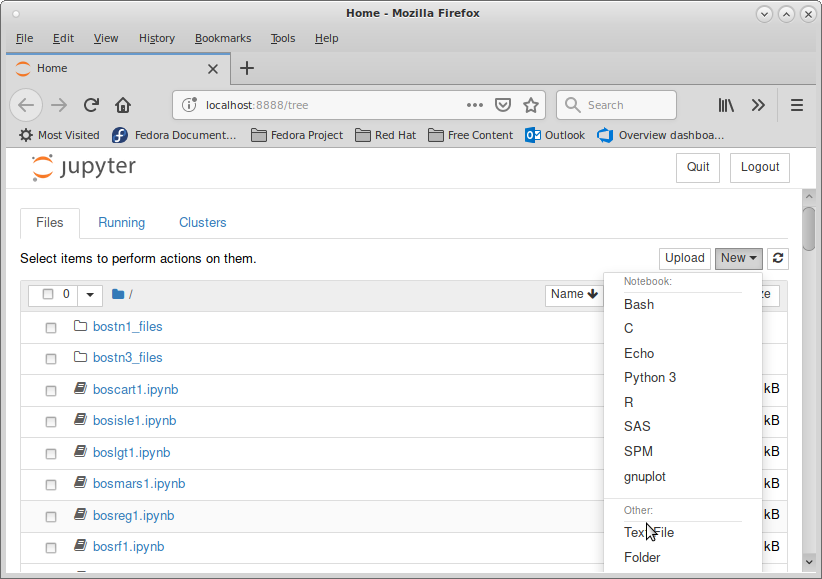 Home - Mozilla Firefox
File Edit View History Bookmarks Tools Help
Home
localhost:8888/tree
Search
Most Visited Fedora Document... Fedora Project Red Hat Free Content Outlook Overview dashboa...
jupyter Quit Logout
Files Running Clusters
Select items to perform actions on them. Upload New
0 / Name ze
Notebook:
Bash
C
Echo
Python 3
R
SAS
SPM
gnuplot
Other:
Text File
Folder
bostn1_files
bostn3_files
boscart1.ipynb kB
bosisle1.ipynb kB
boslgt1.ipynb kB
bosmars1.ipynb kB
bosreg1.ipynb kB
bosrf1.ipynb kB